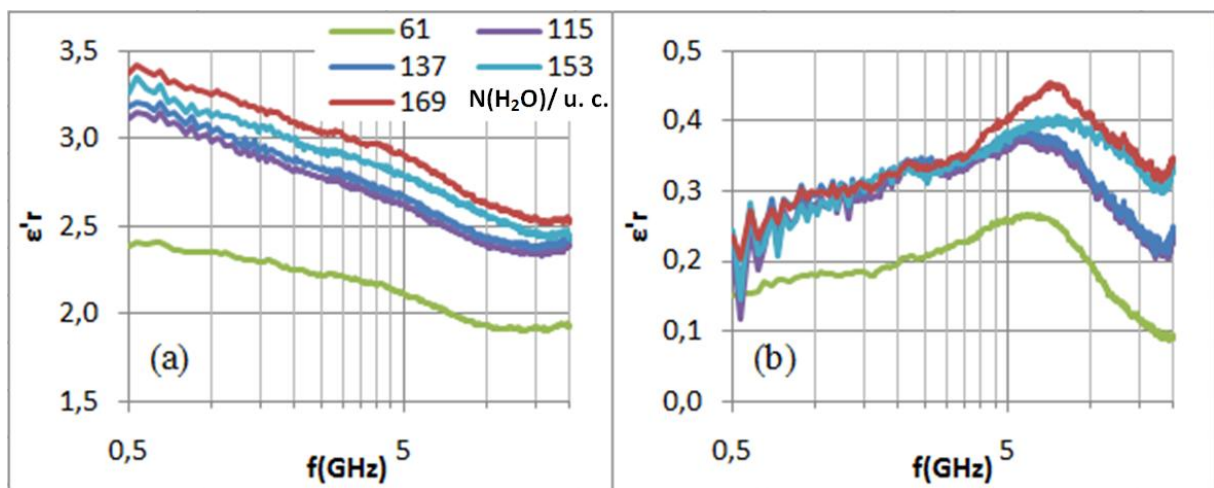 61 115
137 153
169 N(H₂O)/ u. c.
3,5
3,0
2,5
2,0
1,5
ε'r
(a)
0,5 5
f(GHz)
0,5
0,4
0,3
0,2
0,1
0,0
ε'r
(b)
0,5 5
f(GHz)